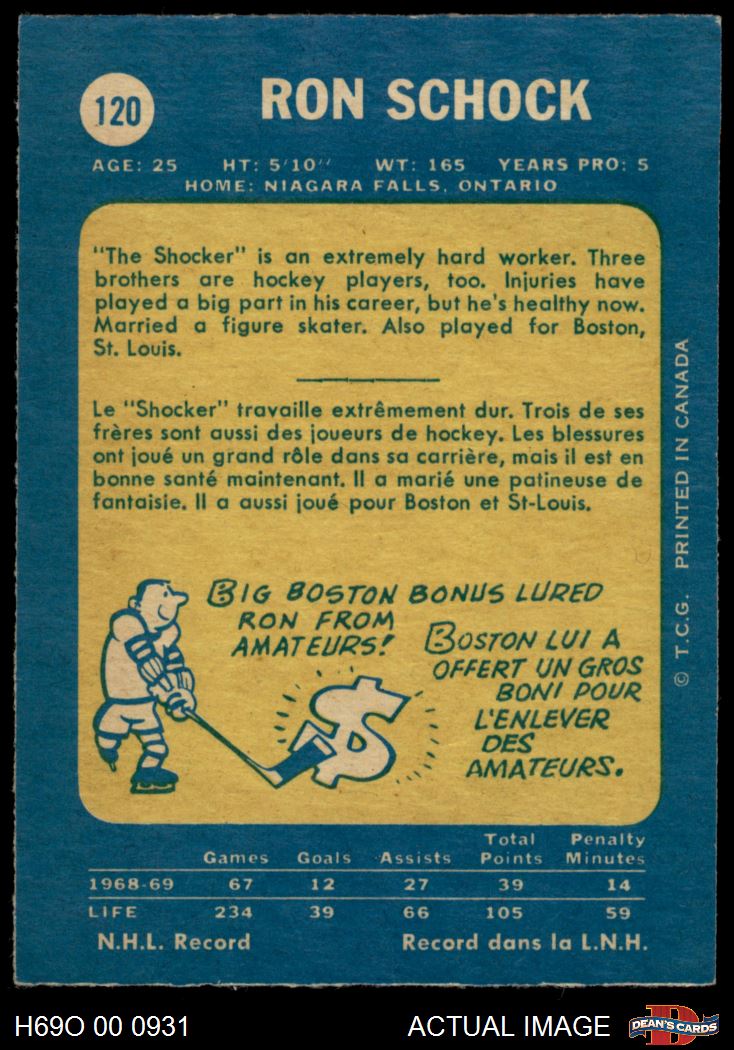 120
RON SCHOCK
AGE: 25 HT: 5'10" WT: 165 YEARS PRO: 5
HOME: NIAGARA FALLS, ONTARIO
"The Shocker" is an extremely hard worker. Three
brothers are hockey players, too. Injuries have
played a big part in his career, but he's healthy now.
Married a figure skater. Also played for Boston,
St. Louis.
Le "Shocker" travaille extrêmement dur. Trois de ses
frères sont aussi des joueurs de hockey. Les blessures
ont joué un grand rôle dans sa carrière, mais il est en
bonne santé maintenant. Il a marié une patineuse de
fantaisie. Il a aussi joué pour Boston et St-Louis.
BIG BOSTON BONUS LURED
RON FROM
AMATEURS!
BOSTON LUI A
OFFERT UN GROS
BONI POUR
L'ENLEVER
DES
AMATEURS.
$
© T.C.G. PRINTED IN CANADA
Games Goals Assists Total Points Penalty Minutes
1968-69 67 12 27 39 14
LIFE 234 39 66 105 59
N.H.L. Record Record dans la L.N.H.
H69O 00 0931 ACTUAL IMAGE D DEAN'S CARDS